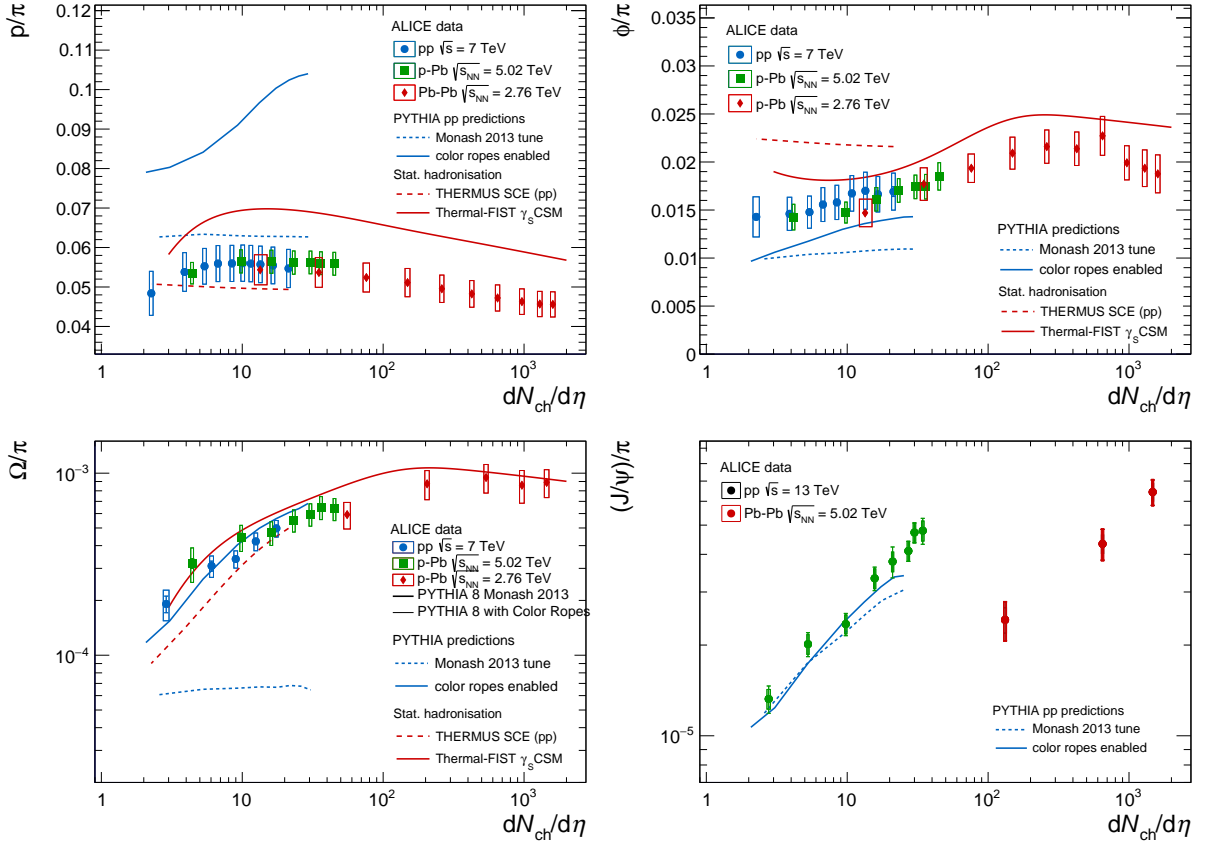 p/π
0.12
0.11
0.1
0.09
0.08
0.07
0.06
0.05
0.04
ALICE data
pp √s = 7 TeV
p-Pb √sNN = 5.02 TeV
Pb-Pb √sNN = 2.76 TeV
PYTHIA pp predictions
Monash 2013 tune
color ropes enabled
Stat. hadronisation
THERMUS SCE (pp)
Thermal-FIST γSCSM
1 10 10² 10³
dNch/dη
ϕ/π
0.035
0.03
0.025
0.02
0.015
0.01
0.005
0
ALICE data
pp √s = 7 TeV
p-Pb √sNN = 5.02 TeV
p-Pb √sNN = 2.76 TeV
PYTHIA predictions
Monash 2013 tune
color ropes enabled
Stat. hadronisation
THERMUS SCE (pp)
Thermal-FIST γSCSM
1 10 10² 10³
dNch/dη
Ω/π
10⁻³
10⁻⁴
ALICE data
pp √s = 7 TeV
p-Pb √sNN = 5.02 TeV
p-Pb √sNN = 2.76 TeV
PYTHIA 8 Monash 2013
PYTHIA 8 with Color Ropes
PYTHIA predictions
Monash 2013 tune
color ropes enabled
Stat. hadronisation
THERMUS SCE (pp)
Thermal-FIST γSCSM
1 10 10² 10³
dNch/dη
(J/ψ)/π
10⁻⁵
ALICE data
pp √s = 13 TeV
Pb-Pb √sNN = 5.02 TeV
PYTHIA pp predictions
Monash 2013 tune
color ropes enabled
1 10 10² 10³
dNch/dη